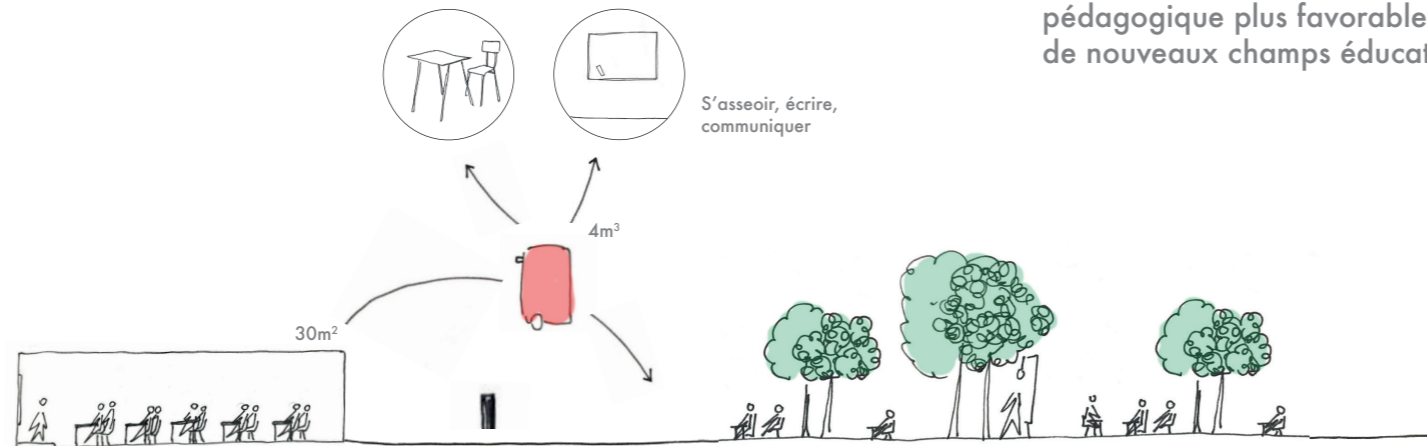 pédagogique plus favorable
de nouveaux champs éducat
S'asseoir, écrire,
communiquer
4m³
30m²